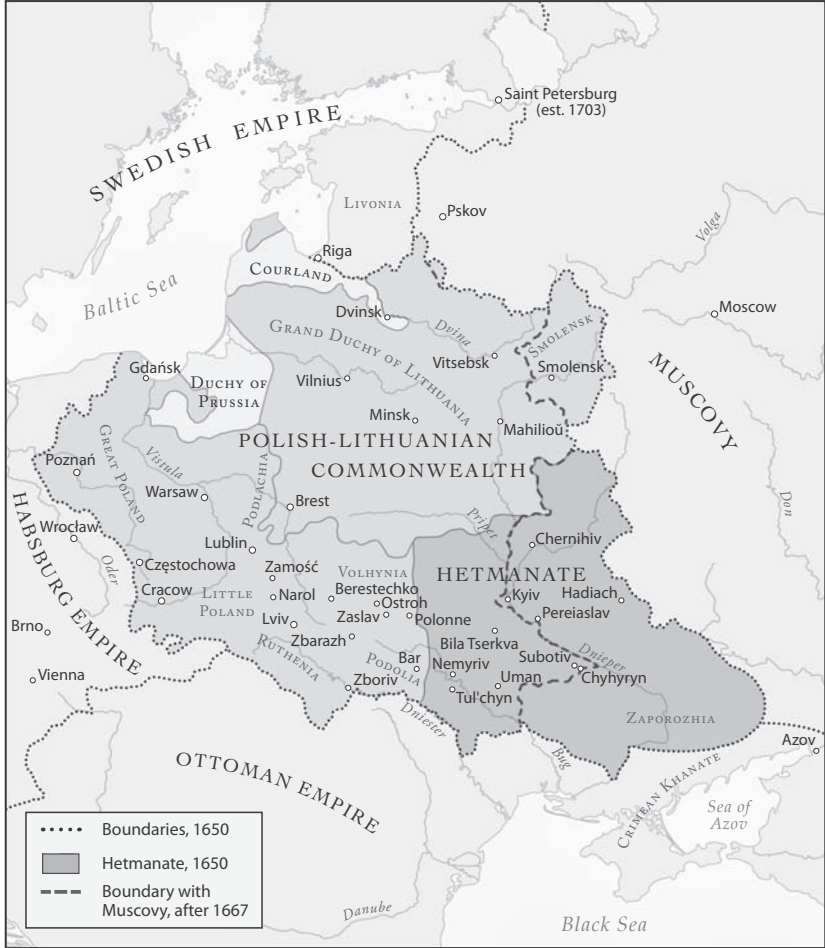 Saint Petersburg
(est. 1703)
SWEDISH EMPIRE
LIVONIA
Pskov
Volga
Riga
COURLAND
Baltic Sea
Moscow
Dvinsk
Dvina
SMOLENSK
GRAND DUCHY OF LITHUANIA
Vitsebsk
Smolensk
Gdańsk
DUCHY OF
PRUSSIA
Vilnius
MUSCOVY
Minsk
Mahilioŭ
POLISH-LITHUANIAN
COMMONWEALTH
GREAT POLAND
Vistula
Poznań
PODLACHIA
Warsaw
Brest
Don
HABSBURG EMPIRE
Wrocław
Pripet
Chernihiv
Oder
Lublin
Częstochowa
Zamość
VOLHYNIA
HETMANATE
Cracow
LITTLE
POLAND
Narol
Berestechko
Ostroh
Kyiv
Hadiach
Zaslav
Polonne
Pereiaslav
Lviv
Brno
Zbarazh
Bila Tserkva
RUTHENIA
PODOLIA
Bar
Nemyriv
Subotiv
Dnieper
Vienna
Zboriv
Uman
Chyhyryn
Tul'chyn
Dniester
ZAPOROZHIA
Azov
Bug
OTTOMAN EMPIRE
CRIMEAN KHANATE
Sea of
Azov
Boundaries, 1650
Hetmanate, 1650
Boundary with
Muscovy, after 1667
Danube
Black Sea